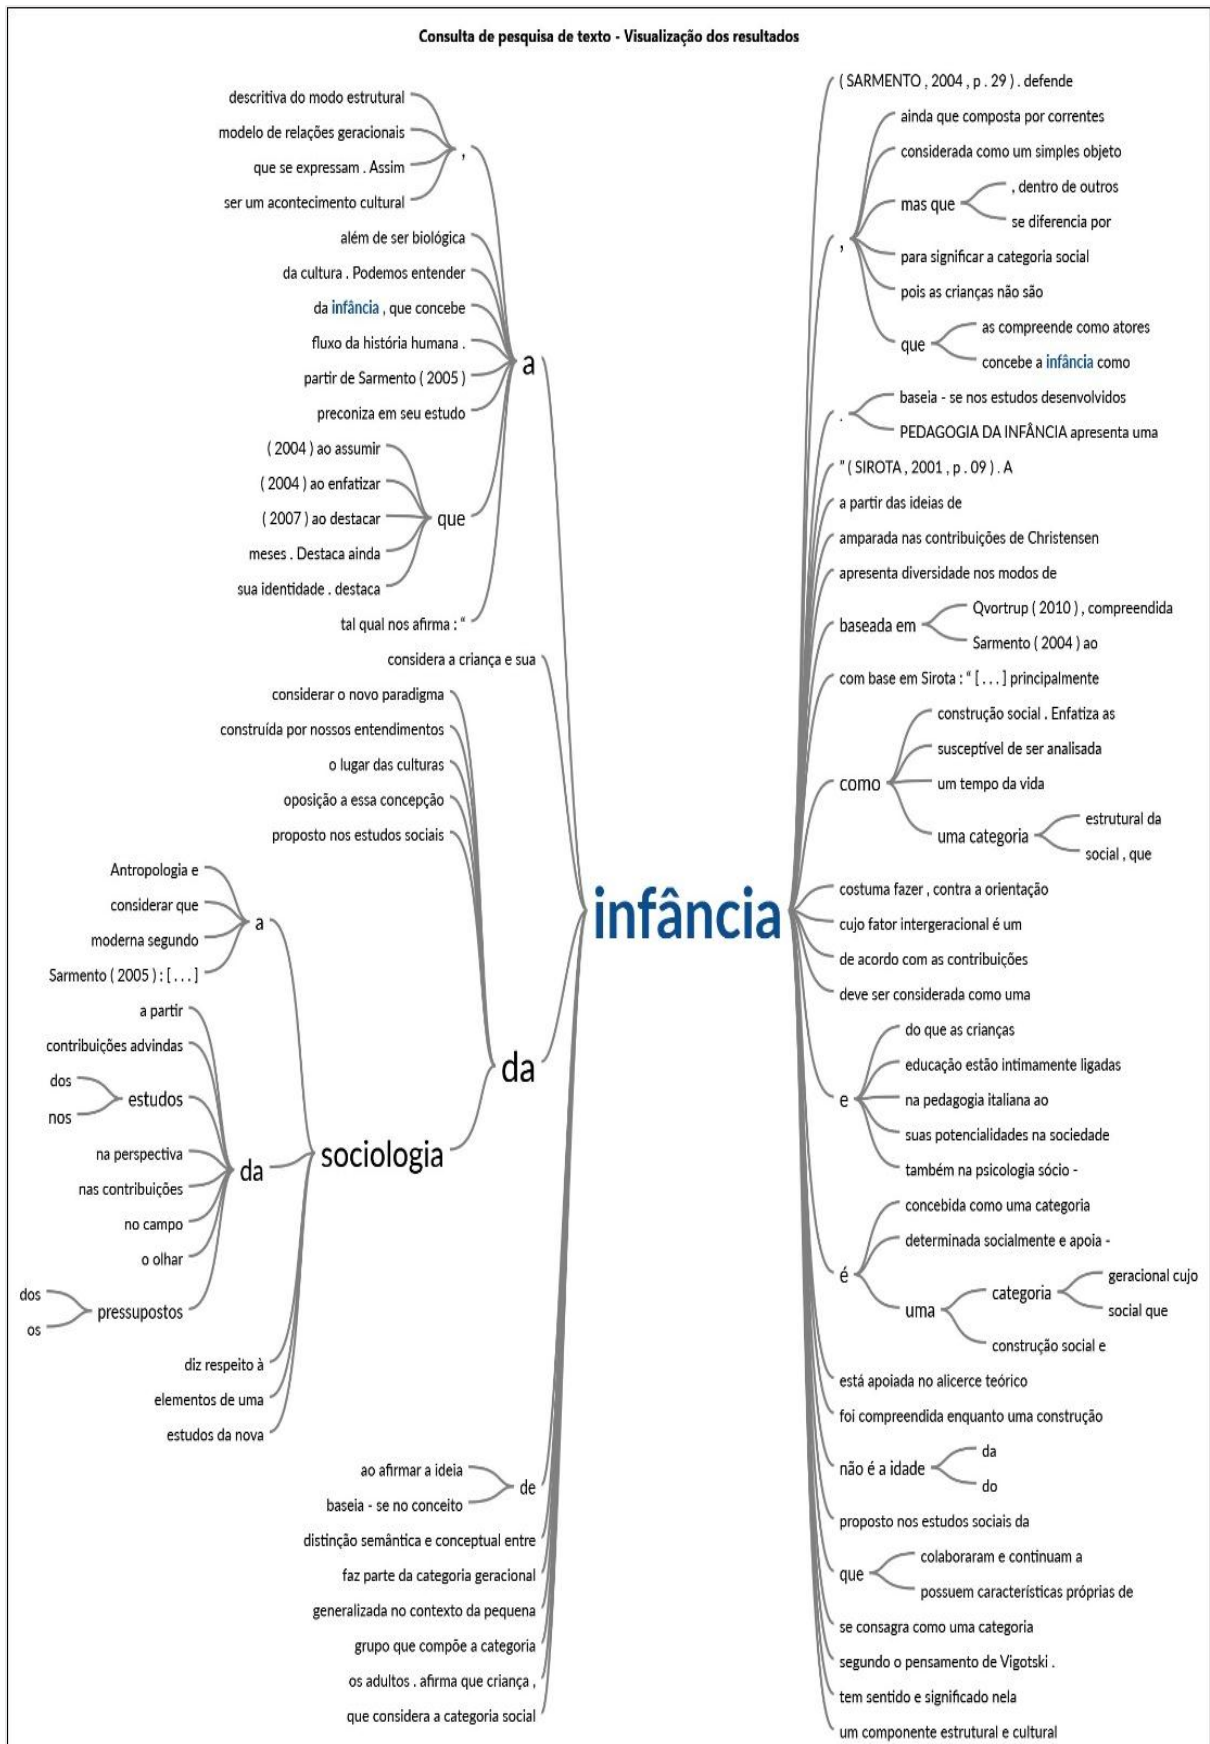 Consulta de pesquisa de texto - Visualização dos resultados
descritiva do modo estrutural
modelo de relações geracionais
que se expressam . Assim
ser um acontecimento cultural
,
além de ser biológica
da cultura . Podemos entender
da infância , que concebe
fluxo da história humana .
partir de Sarmento ( 2005 )
preconiza em seu estudo
( 2004 ) ao assumir
( 2004 ) ao enfatizar
( 2007 ) ao destacar
meses . Destaca ainda
sua identidade . destaca
que
tal qual nos afirma : “
a
considera a criança e sua
considerar o novo paradigma
construída por nossos entendimentos
o lugar das culturas
oposição a essa concepção
proposto nos estudos sociais
Antropologia e
considerar que
moderna segundo
Sarmento ( 2005 ) : [ . . . ]
a
a partir
contribuições advindas
dos
nos
estudos
na perspectiva
nas contribuições
no campo
o olhar
dos
os
pressupostos
da
diz respeito à
elementos de uma
estudos da nova
sociologia
da
ao afirmar a ideia
baseia - se no conceito
de
distinção semântica e conceptual entre
faz parte da categoria geracional
generalizada no contexto da pequena
grupo que compõe a categoria
os adultos . afirma que criança ,
que considera a categoria social
infância
( SARMENTO , 2004 , p . 29 ) . defende
,
ainda que composta por correntes
considerada como um simples objeto
mas que
, dentro de outros
se diferencia por
para significar a categoria social
pois as crianças não são
que
as compreende como atores
concebe a infância como
.
baseia - se nos estudos desenvolvidos
PEDAGOGIA DA INFÂNCIA apresenta uma
” ( SIROTA , 2001 , p . 09 ) . A
a partir das ideias de
amparada nas contribuições de Christensen
apresenta diversidade nos modos de
baseada em
Qvortrup ( 2010 ) , compreendida
Sarmento ( 2004 ) ao
com base em Sirota : “ [ . . . ] principalmente
como
construção social . Enfatiza as
susceptível de ser analisada
um tempo da vida
uma categoria
estrutural da
social , que
costuma fazer , contra a orientação
cujo fator intergeracional é um
de acordo com as contribuições
deve ser considerada como uma
e
do que as crianças
educação estão intimamente ligadas
na pedagogia italiana ao
suas potencialidades na sociedade
também na psicologia sócio -
é
concebida como uma categoria
determinada socialmente e apoia -
uma
categoria
geracional cujo
social que
construção social e
está apoiada no alicerce teórico
foi compreendida enquanto uma construção
não é a idade
da
do
proposto nos estudos sociais da
que
colaboraram e continuam a
possuem características próprias de
se consagra como uma categoria
segundo o pensamento de Vigotski .
tem sentido e significado nela
um componente estrutural e cultural